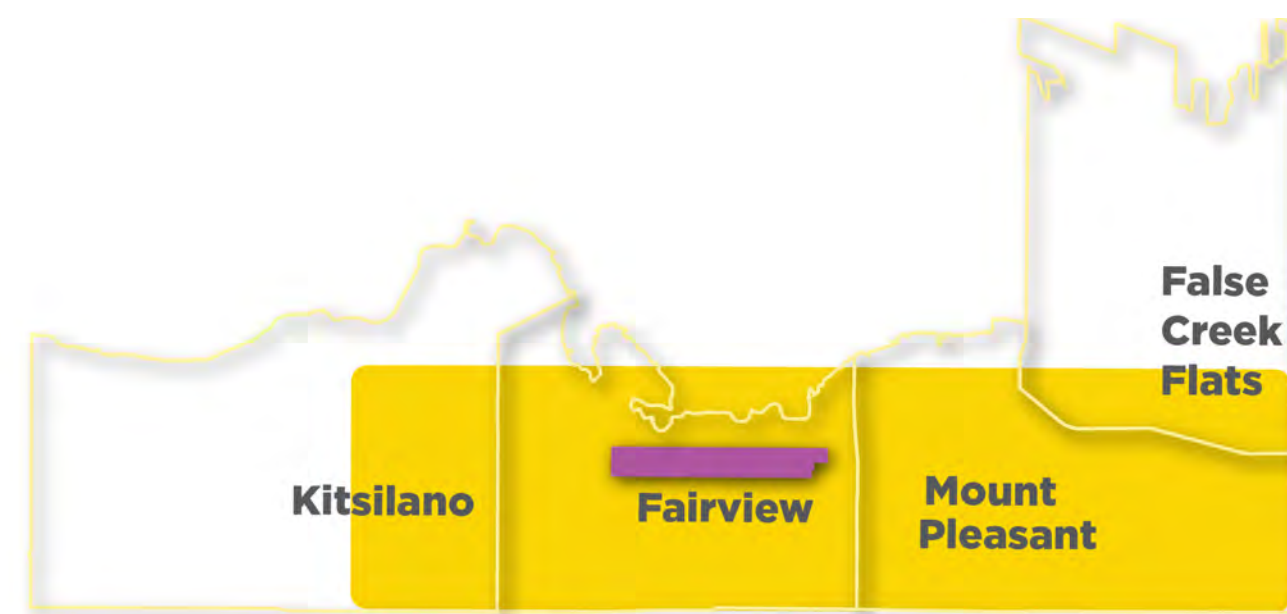 False
Creek
Flats
Kitsilano
Fairview
Mount
Pleasant